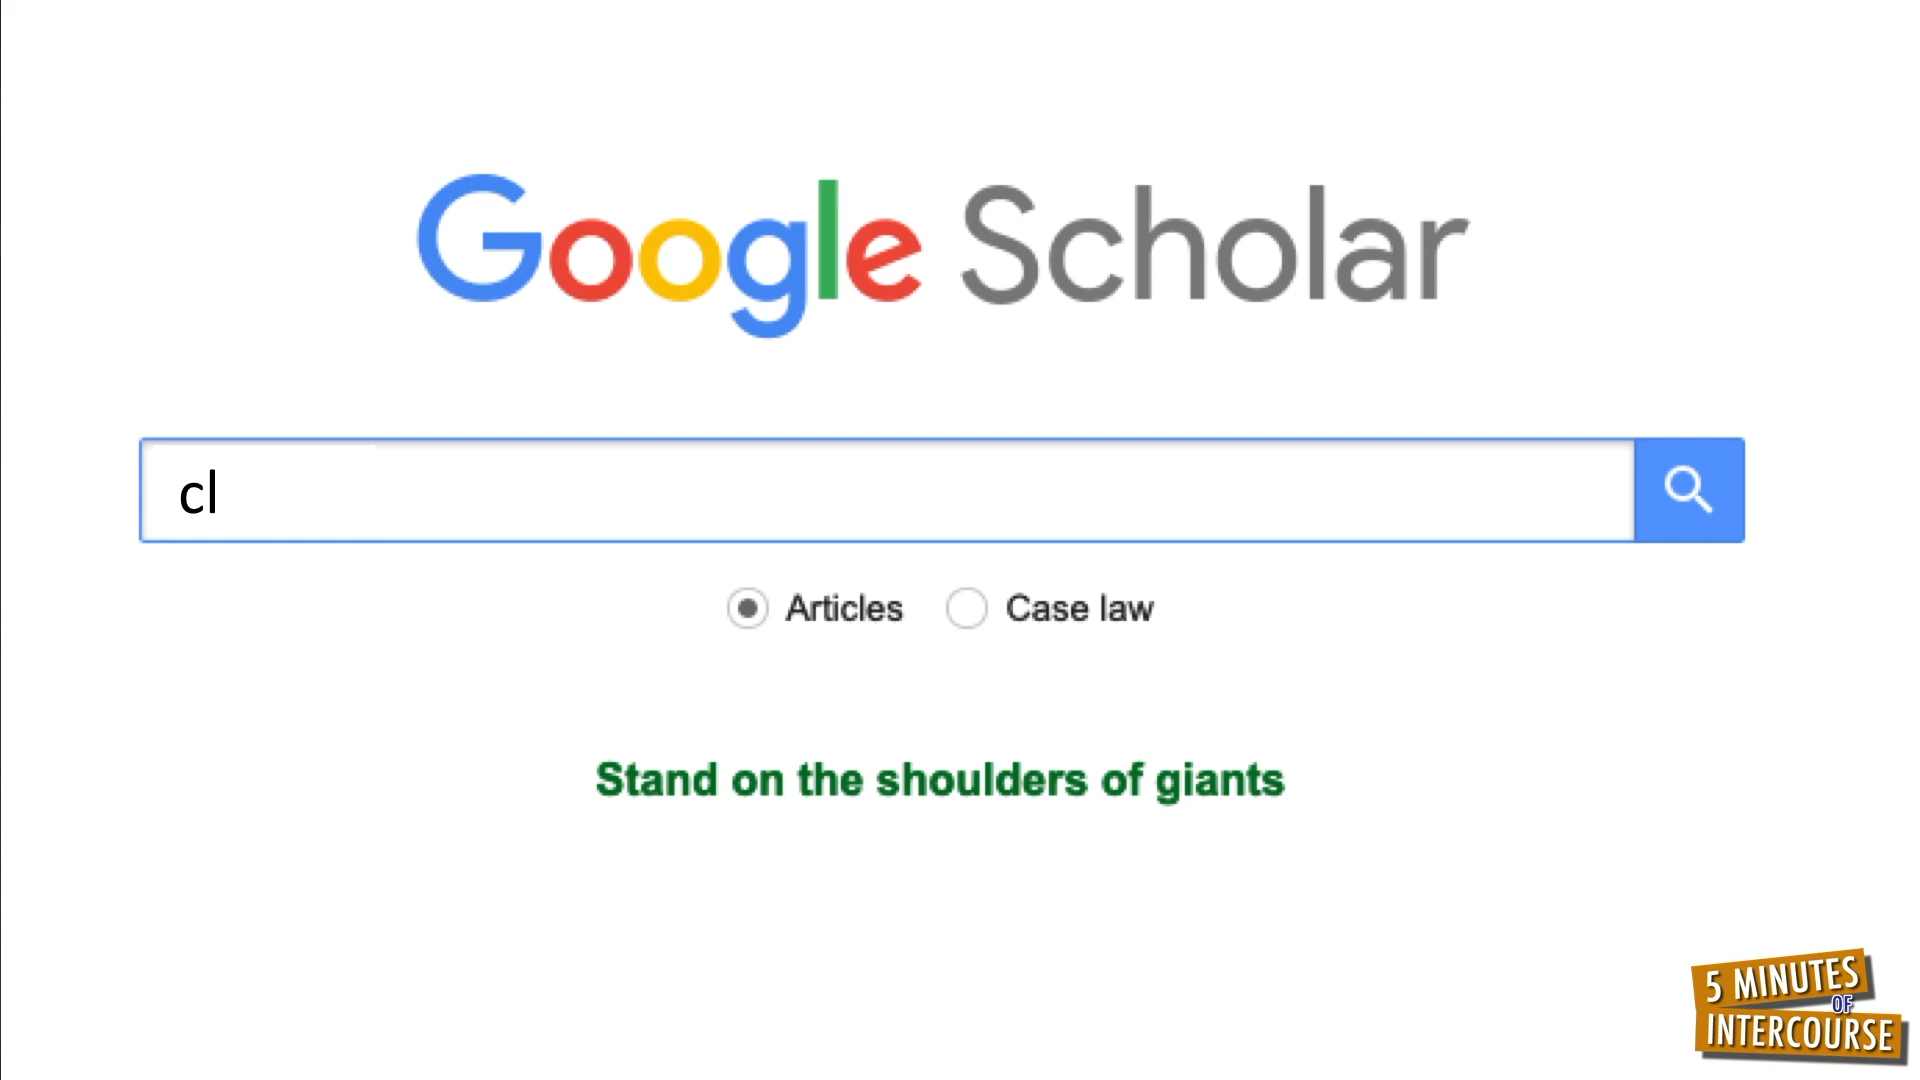 Google Scholar
cl
Articles Case law
Stand on the shoulders of giants
5 MINUTES
OF
INTERCOURSE